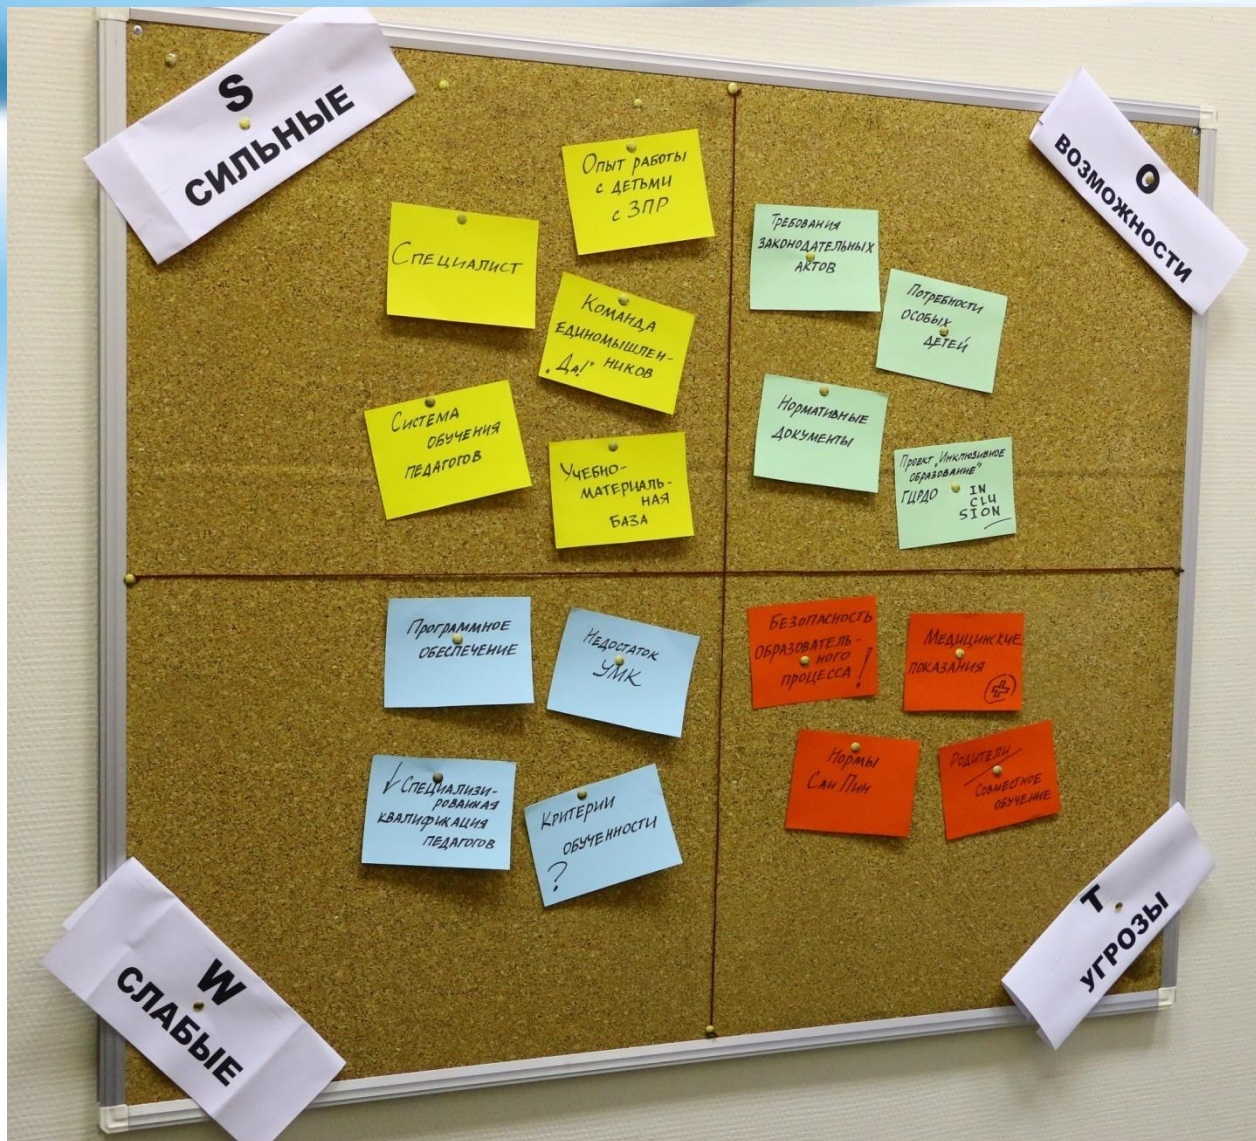 S
СИЛЬНЫЕ
Опыт работы
с детьми
с ЗПР
Специалист
Команда
единомышлен-
"Да!" ников
Система
обучения
педагогов
Учебно-
материаль-
ная
база
О
ВОЗМОЖНОСТИ
Требования
законодательных
актов
Потребности
особых
детей
Нормативные
документы
Проект "Инклюзивное
образование"
ГЦРДО IN
CLU
SION
Программное
обеспечение
Недостаток
УМК
↓ Специализи-
рованная
квалификация
педагогов
Критерии
обученности
?
W
СЛАБЫЕ
Безопасность
образователь-
ного
процесса!
Медицинские
показания
Нормы
Сан Пин
Родители/
совместное
обучение
Т
УГРОЗЫ